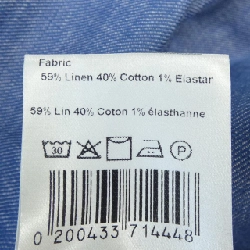 Fabric
59% Linen 40% Cotton 1% Elastan
59% Lin 40% Coton 1% élasthanne
30 P
0 200433 714448